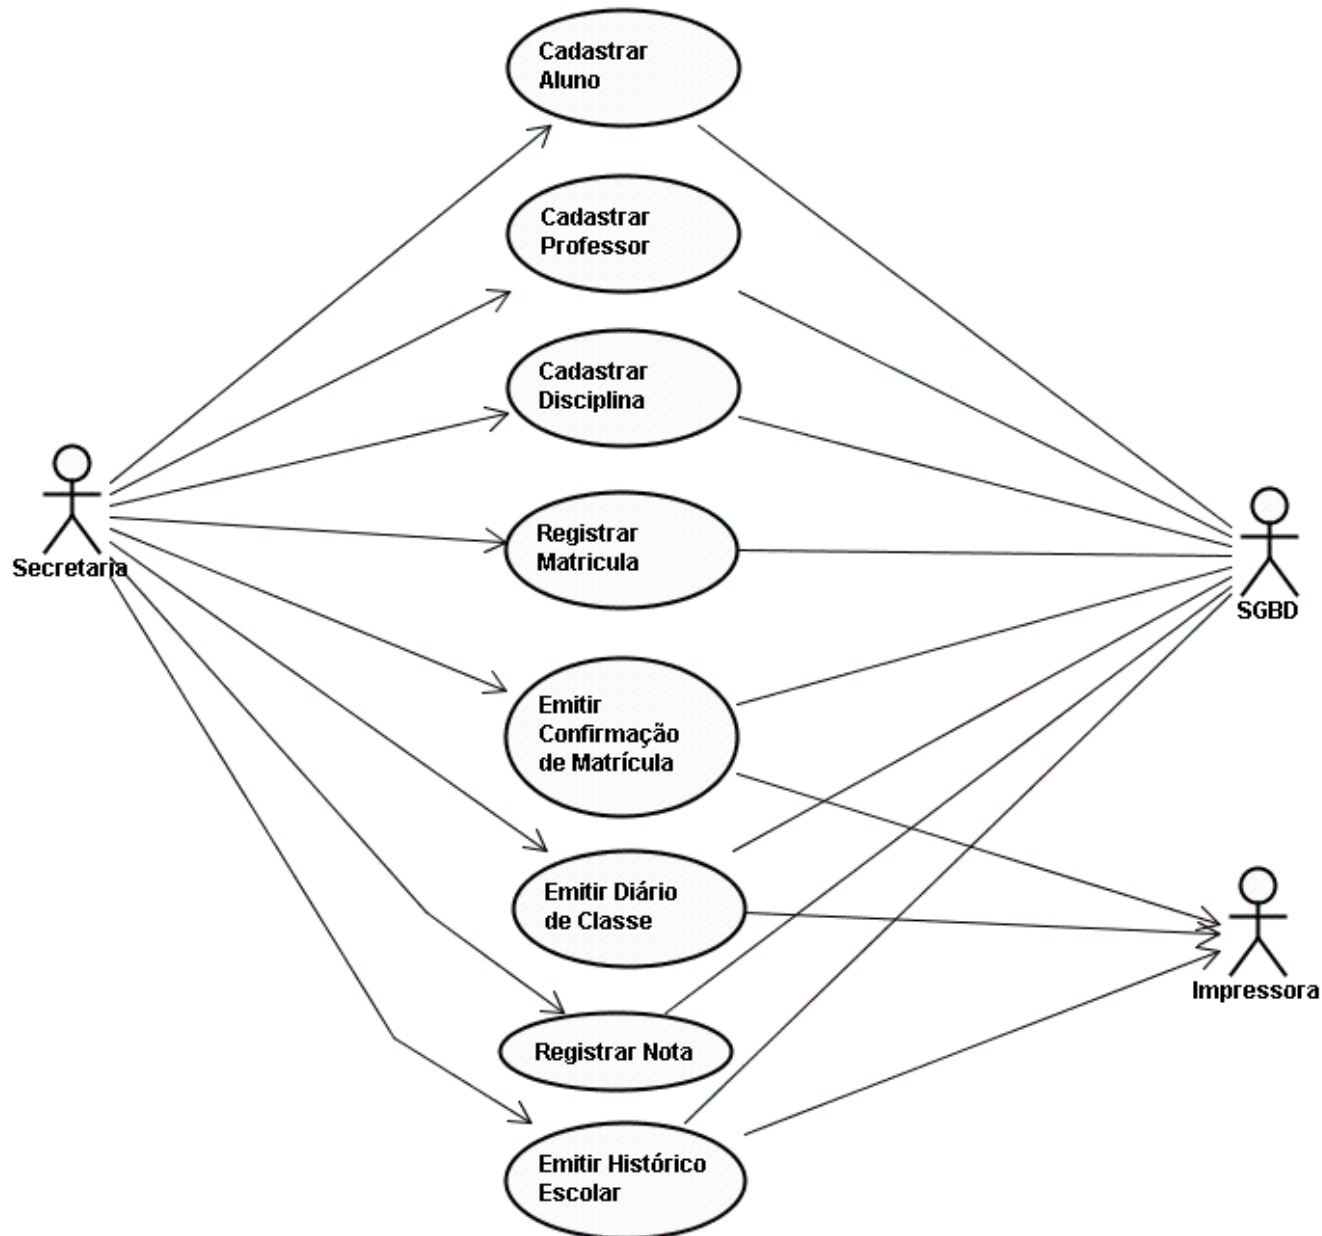 Cadastrar
Aluno
Cadastrar
Professor
Cadastrar
Disciplina
Secretaria
Registrar
Matricula
SGBD
Emitir
Confirmação
de Matrícula
Emitir Diário
de Classe
Impressora
Registrar Nota
Emitir Histórico
Escolar